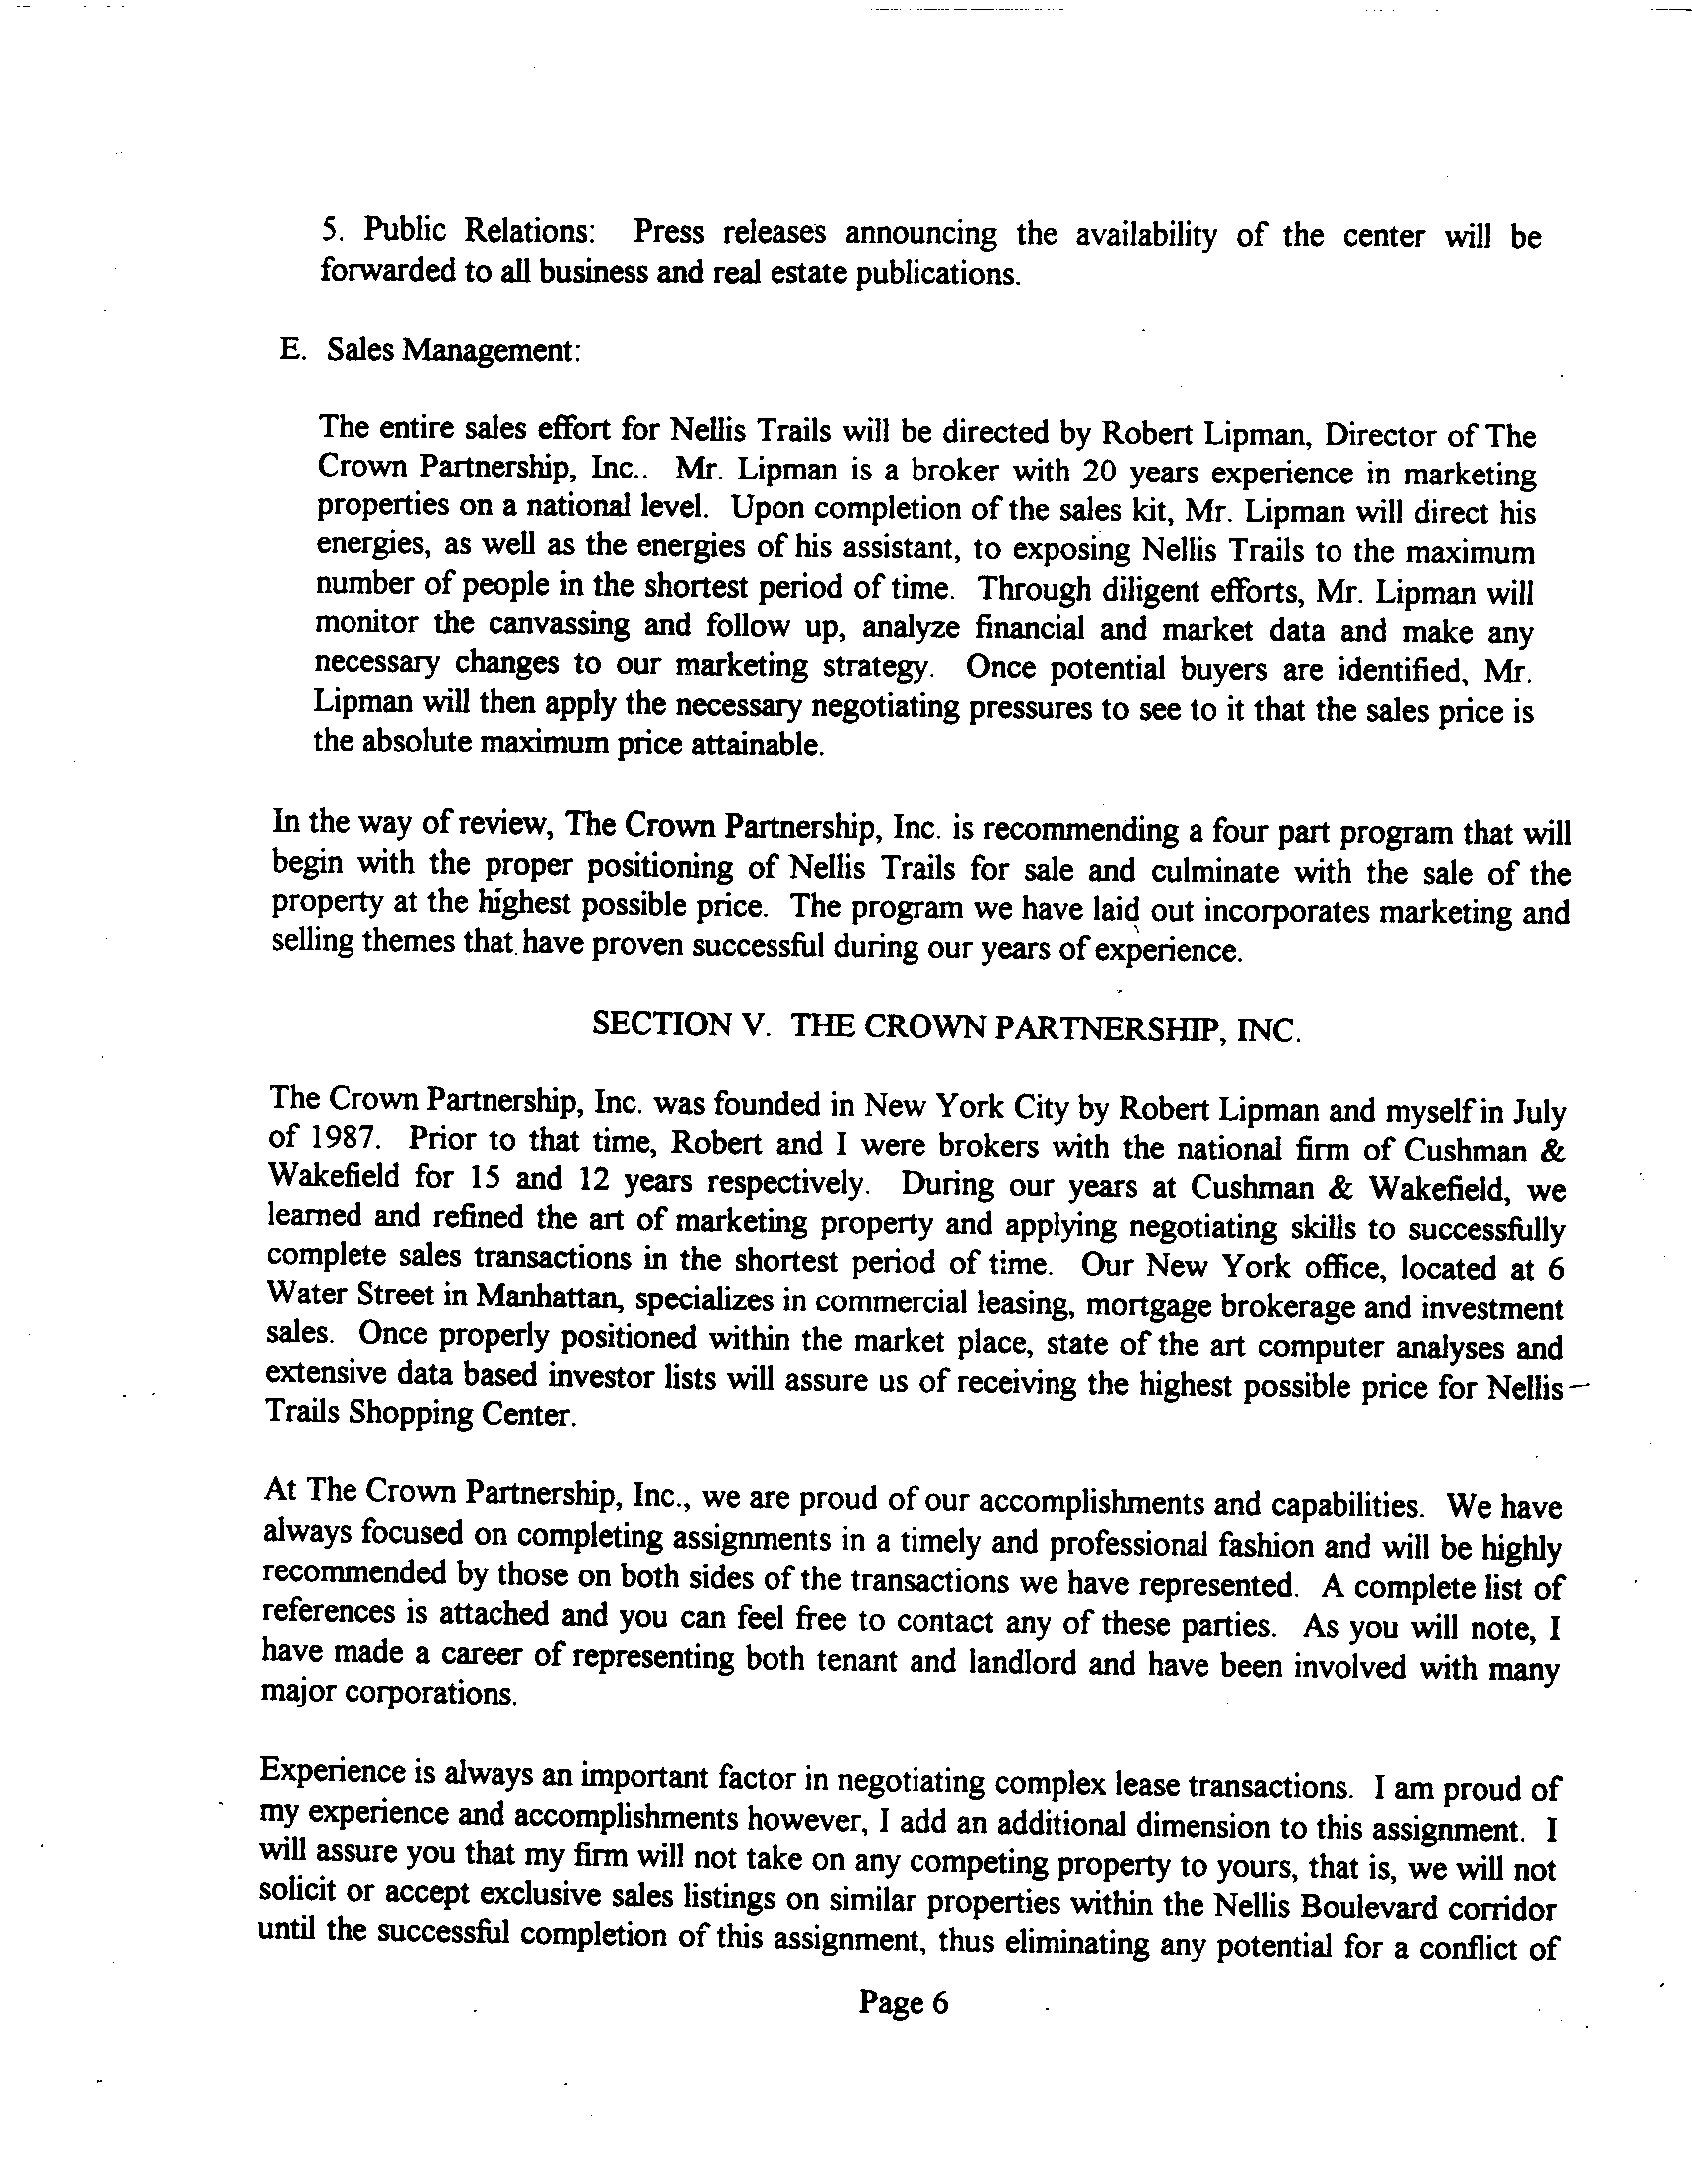 5. Public Relations: Press releases announcing the availability of the center will be
forwarded to all business and real estate publications.
E. Sales Management:
The entire sales effort for Nellis Trails will be directed by Robert Lipman, Director of The
Crown Partnership, Inc.. Mr. Lipman is a broker with 20 years experience in marketing
properties on a national level. Upon completion of the sales kit, Mr. Lipman will direct his
energies, as well as the energies of his assistant, to exposing Nellis Trails to the maximum
number of people in the shortest period of time. Through diligent efforts, Mr. Lipman will
monitor the canvassing and follow up, analyze financial and market data and make any
necessary changes to our marketing strategy. Once potential buyers are identified, Mr.
Lipman will then apply the necessary negotiating pressures to see to it that the sales price is
the absolute maximum price attainable.
In the way of review, The Crown Partnership, Inc. is recommending a four part program that will
begin with the proper positioning of Nellis Trails for sale and culminate with the sale of the
property at the highest possible price. The program we have laid out incorporates marketing and
selling themes that have proven successful during our years of experience.
SECTION V. THE CROWN PARTNERSHIP, INC.
The Crown Partnership, Inc. was founded in New York City by Robert Lipman and myself in July
of 1987. Prior to that time, Robert and I were brokers with the national firm of Cushman &
Wakefield for 15 and 12 years respectively. During our years at Cushman & Wakefield, we
learned and refined the art of marketing property and applying negotiating skills to successfully
complete sales transactions in the shortest period of time. Our New York office, located at 6
Water Street in Manhattan, specializes in commercial leasing, mortgage brokerage and investment
sales. Once properly positioned within the market place, state of the art computer analyses and
extensive data based investor lists will assure us of receiving the highest possible price for Nellis
Trails Shopping Center.
At The Crown Partnership, Inc., we are proud of our accomplishments and capabilities. We have
always focused on completing assignments in a timely and professional fashion and will be highly
recommended by those on both sides of the transactions we have represented. A complete list of
references is attached and you can feel free to contact any of these parties. As you will note, I
have made a career of representing both tenant and landlord and have been involved with many
major corporations.
Experience is always an important factor in negotiating complex lease transactions. I am proud of
my experience and accomplishments however, I add an additional dimension to this assignment. I
will assure you that my firm will not take on any competing property to yours, that is, we will not
solicit or accept exclusive sales listings on similar properties within the Nellis Boulevard corridor
until the successful completion of this assignment, thus eliminating any potential for a conflict of
Page 6